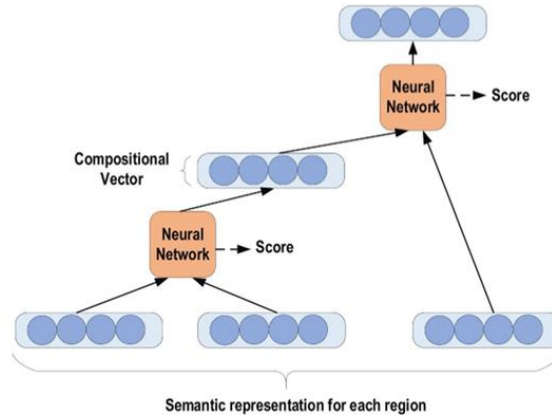 Neural
Network
Score
Compositional
Vector
Neural
Network
Score
Semantic representation for each region